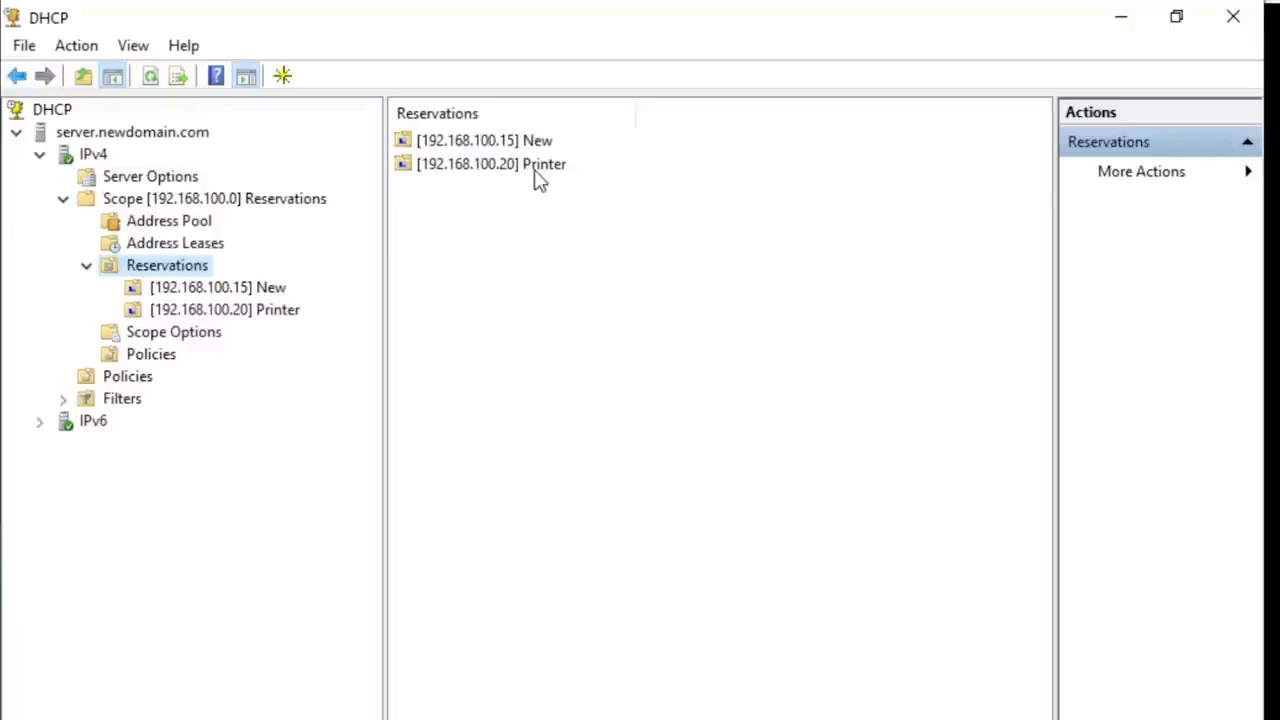 DHCP
File Action View Help
DHCP
server.newdomain.com
IPv4
Server Options
Scope [192.168.100.0] Reservations
Address Pool
Address Leases
Reservations
[192.168.100.15] New
[192.168.100.20] Printer
Scope Options
Policies
Policies
Filters
IPv6
Reservations
[192.168.100.15] New
[192.168.100.20] Printer
Actions
Reservations
More Actions